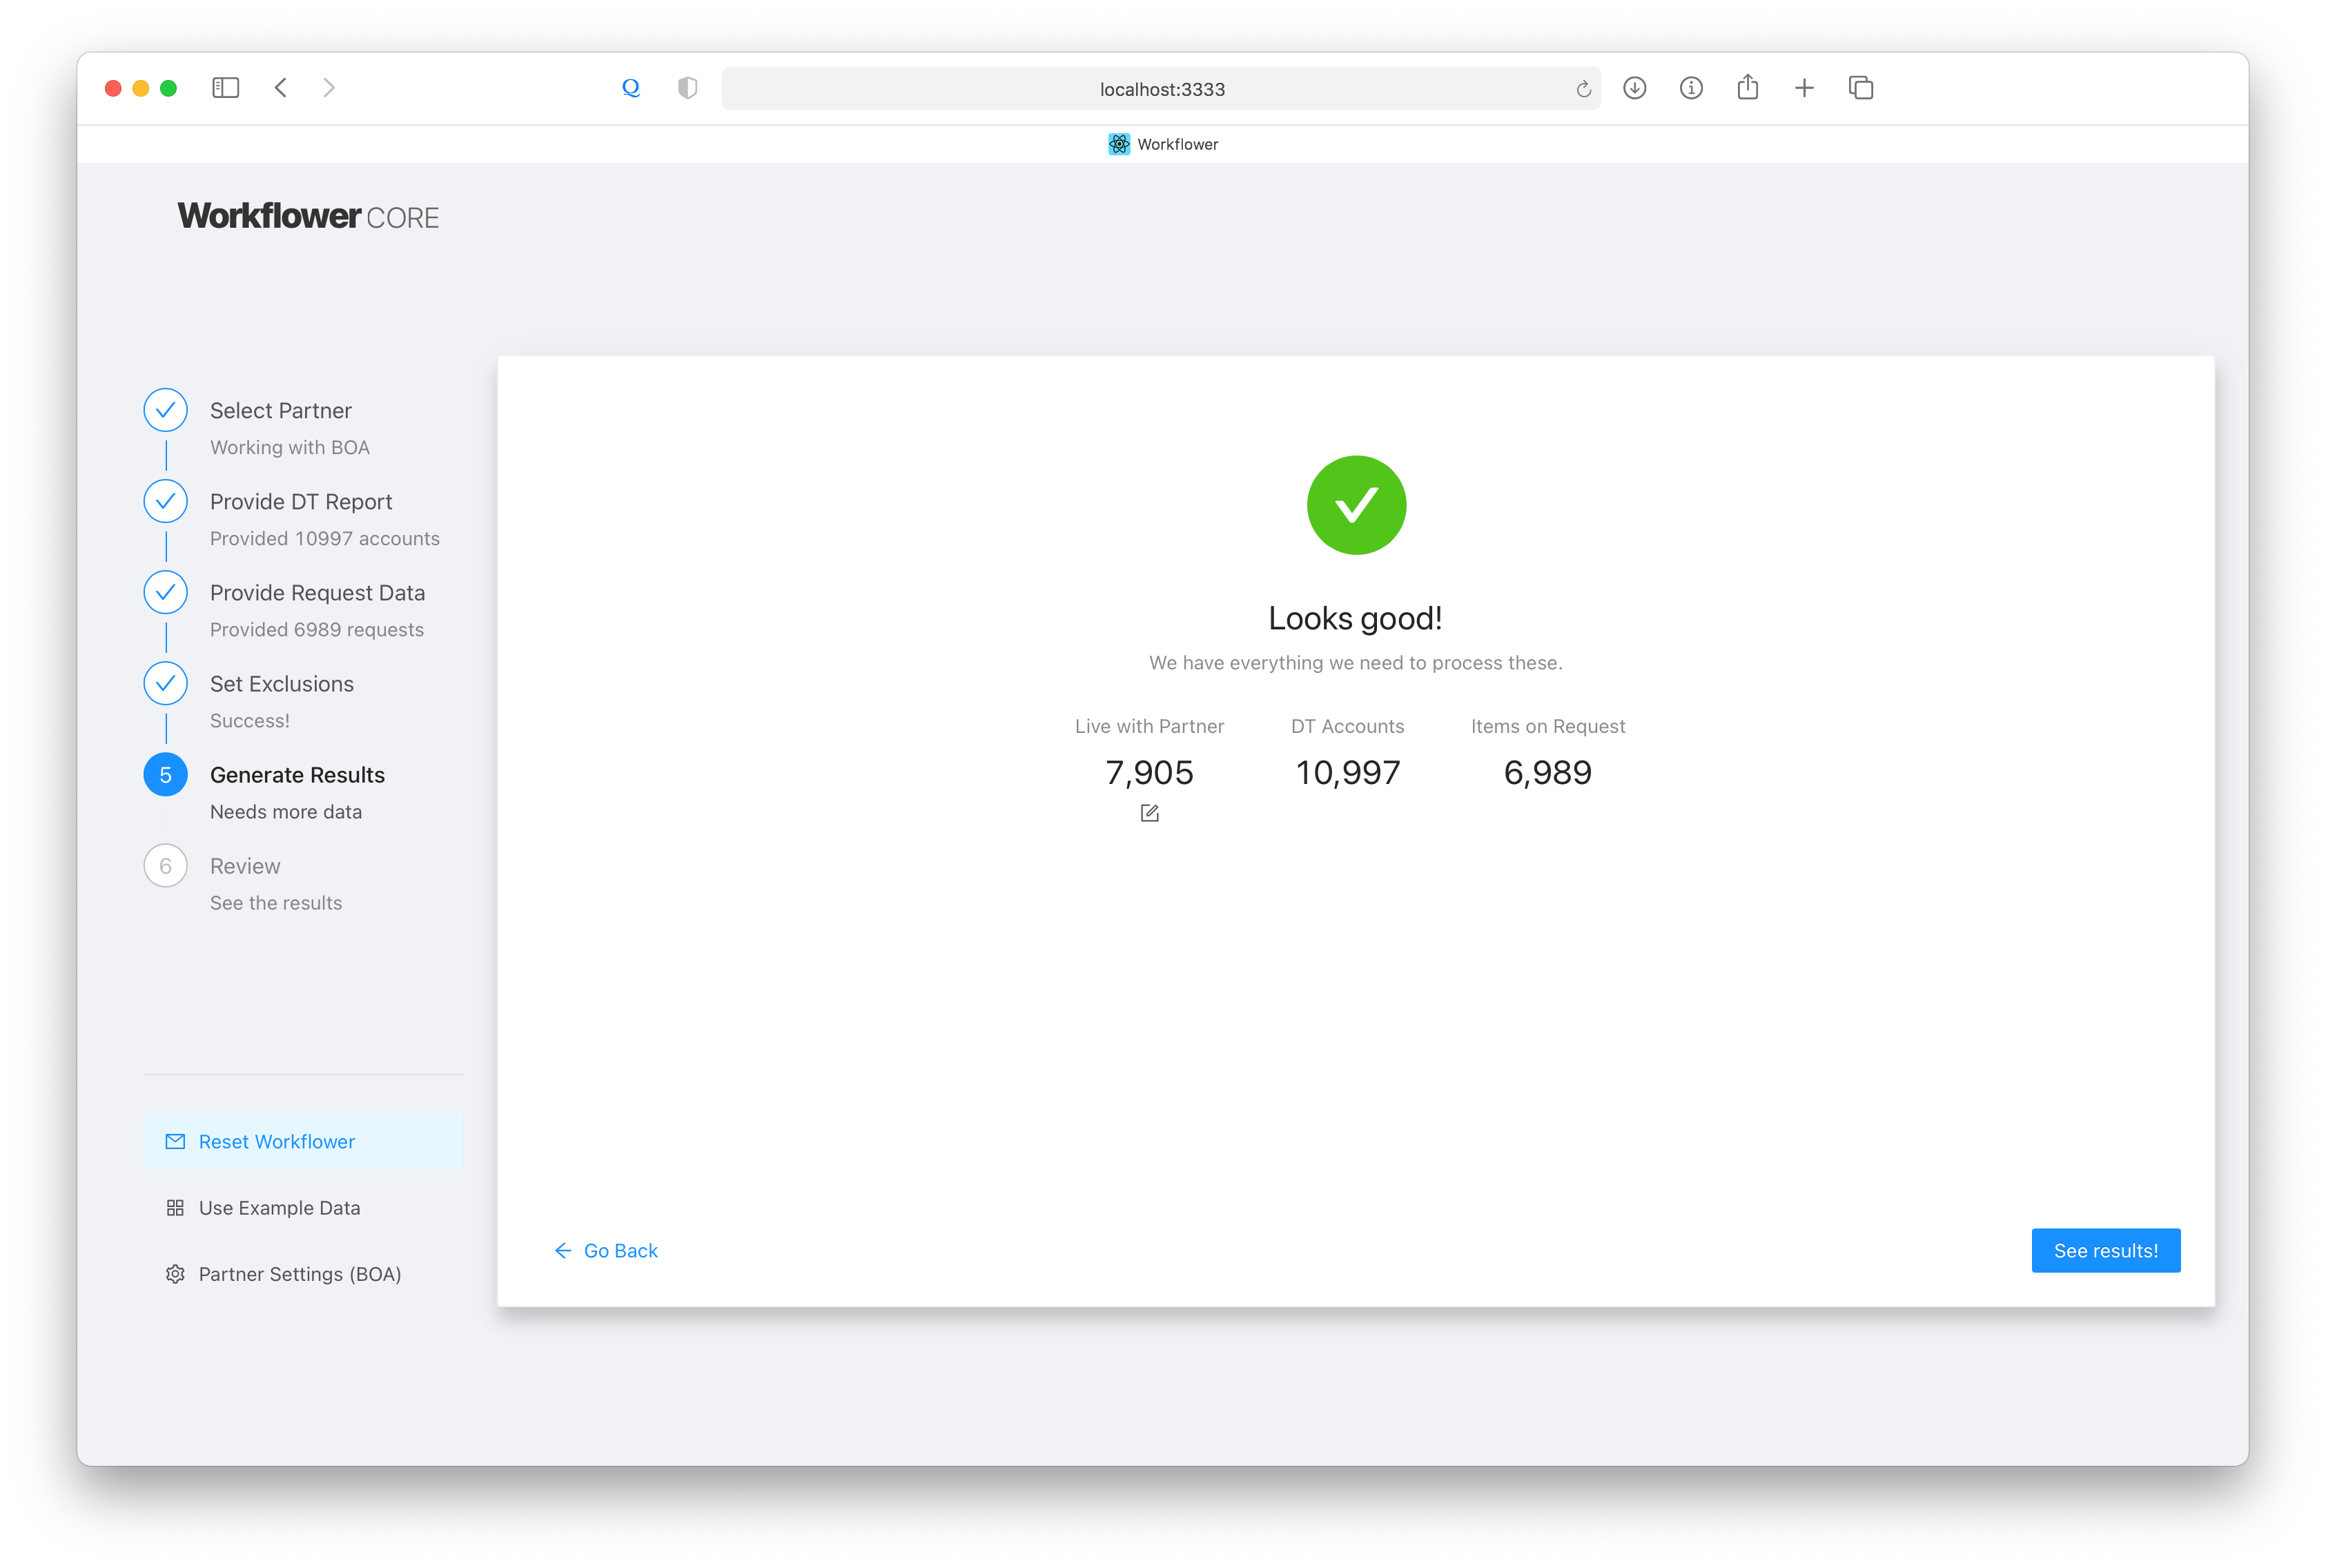 localhost:3333
Workflower
Workflower CORE
Select Partner
Working with BOA
Provide DT Report
Provided 10997 accounts
Provide Request Data
Provided 6989 requests
Set Exclusions
Success!
5 Generate Results
Needs more data
6 Review
See the results
Reset Workflower
Use Example Data
Partner Settings (BOA)
Looks good!
We have everything we need to process these.
Live with Partner DT Accounts Items on Request
7,905 10,997 6,989
Go Back
See results!